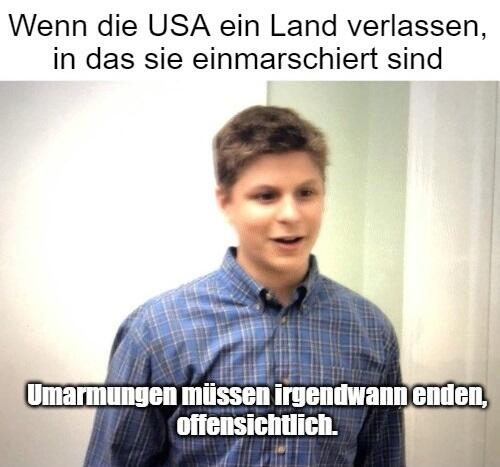 Wenn die USA ein Land verlassen,
in das sie einmarschiert sind
Umarmungen müssen irgendwann enden,
offensichtlich.